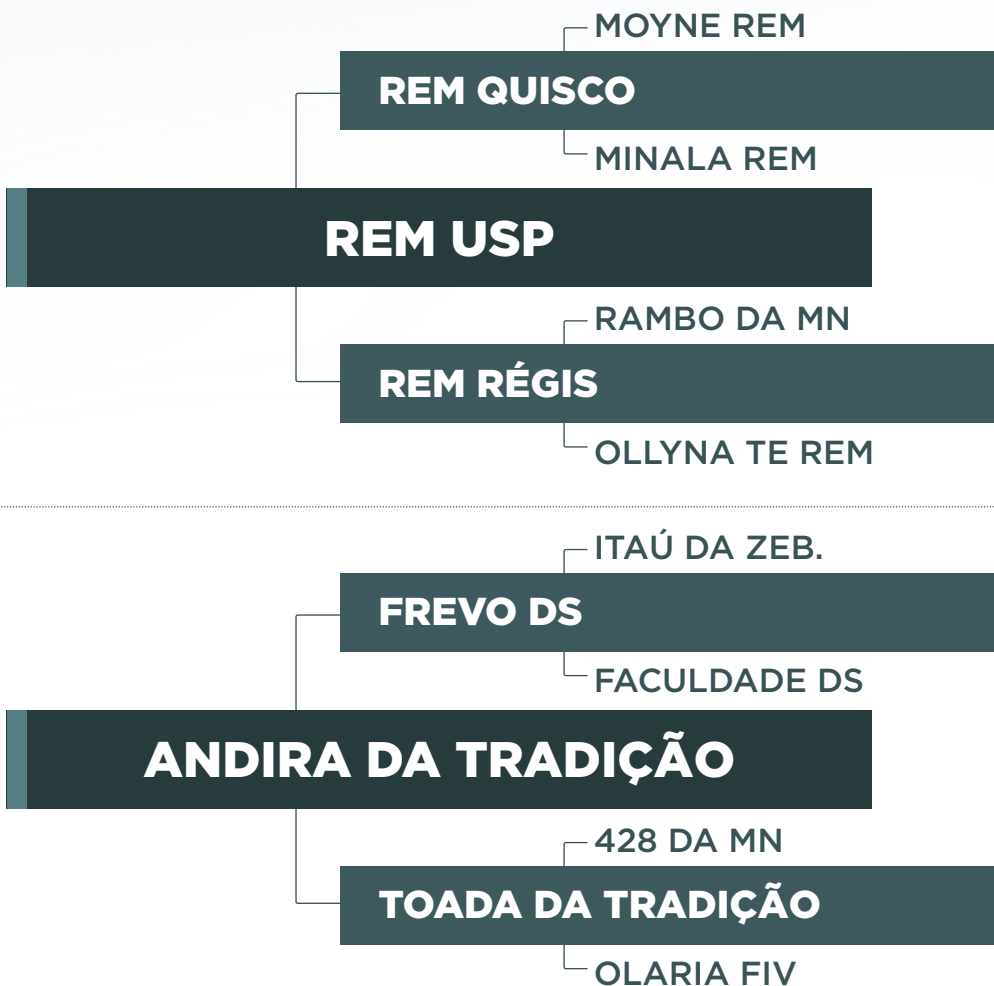 MOYNE REM
REM QUISCO
MINALA REM
REM USP
RAMBO DA MN
REM RÉGIS
OLLYNA TE REM
ITAÚ DA ZEB.
FREVO DS
FACULDADE DS
ANDIRA DA TRADIÇÃO
428 DA MN
TOADA DA TRADIÇÃO
OLARIA FIV